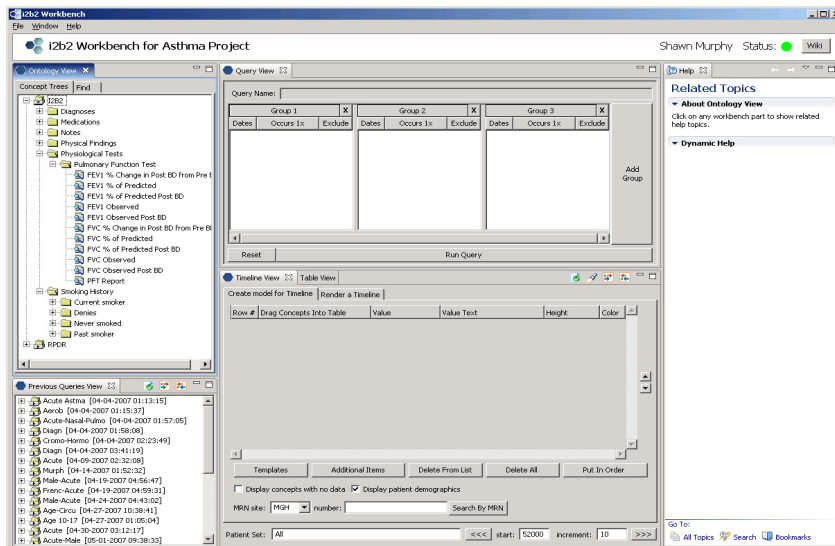 i2b2 Workbench
File Window Help
i2b2 Workbench for Asthma Project
Shawn Murphy Status: Wiki
Ontology View
Concept Trees Find
I2B2
Diagnoses
Medications
Notes
Physical Findings
Physiological Tests
Pulmonary Function Test
FEV1 % Change in Post BD from Pre
FEV1 % of Predicted
FEV1 % of Predicted Post BD
FEV1 Observed
FEV1 Observed Post BD
FVC % Change in Post BD from Pre
FVC % of Predicted
FVC % of Predicted Post BD
FVC Observed
FVC Observed Post BD
PFT Report
Smoking History
Current smoker
Denies
Never smoked
Past smoker
RPDR
Previous Queries View
Acute Astma [04-04-2007 01:13:15]
Aerob [04-04-2007 01:15:37]
Acute-Nasal-Pulmo [04-04-2007 01:57:05]
Diagn [04-04-2007 01:58:08]
Cromo-Hormo [04-04-2007 02:23:49]
Diagn [04-04-2007 03:41:19]
Acute [04-09-2007 02:32:08]
Murph [04-14-2007 01:52:32]
Male-Acute [04-19-2007 04:56:47]
Frenc-Acute [04-19-2007 04:59:31]
Male-Acute [04-24-2007 04:43:02]
Age-Circu [04-27-2007 10:38:41]
Age 10-17 [04-27-2007 01:05:04]
Acute [04-30-2007 03:12:17]
Acute-Male [05-01-2007 09:38:33]
Query View
Query Name:
Group 1 X Group 2 X Group 3 X
Dates Occurs 1x Exclude Dates Occurs 1x Exclude Dates Occurs 1x Exclude
Add
Group
Reset Run Query
Timeline View Table View
Create model for Timeline Render a Timeline
Row # Drag Concepts Into Table Value Value Text Height Color
Templates Additional Items Delete From List Delete All Put In Order
Display concepts with no data Display patient demographics
MRN site: MGH number: Search By MRN
Patient Set: All <<< start: 52000 increment: 10 >>>
Help
Related Topics
About Ontology View
Click on any workbench part to show related
help topics.
Dynamic Help
Go To:
All Topics Search Bookmarks